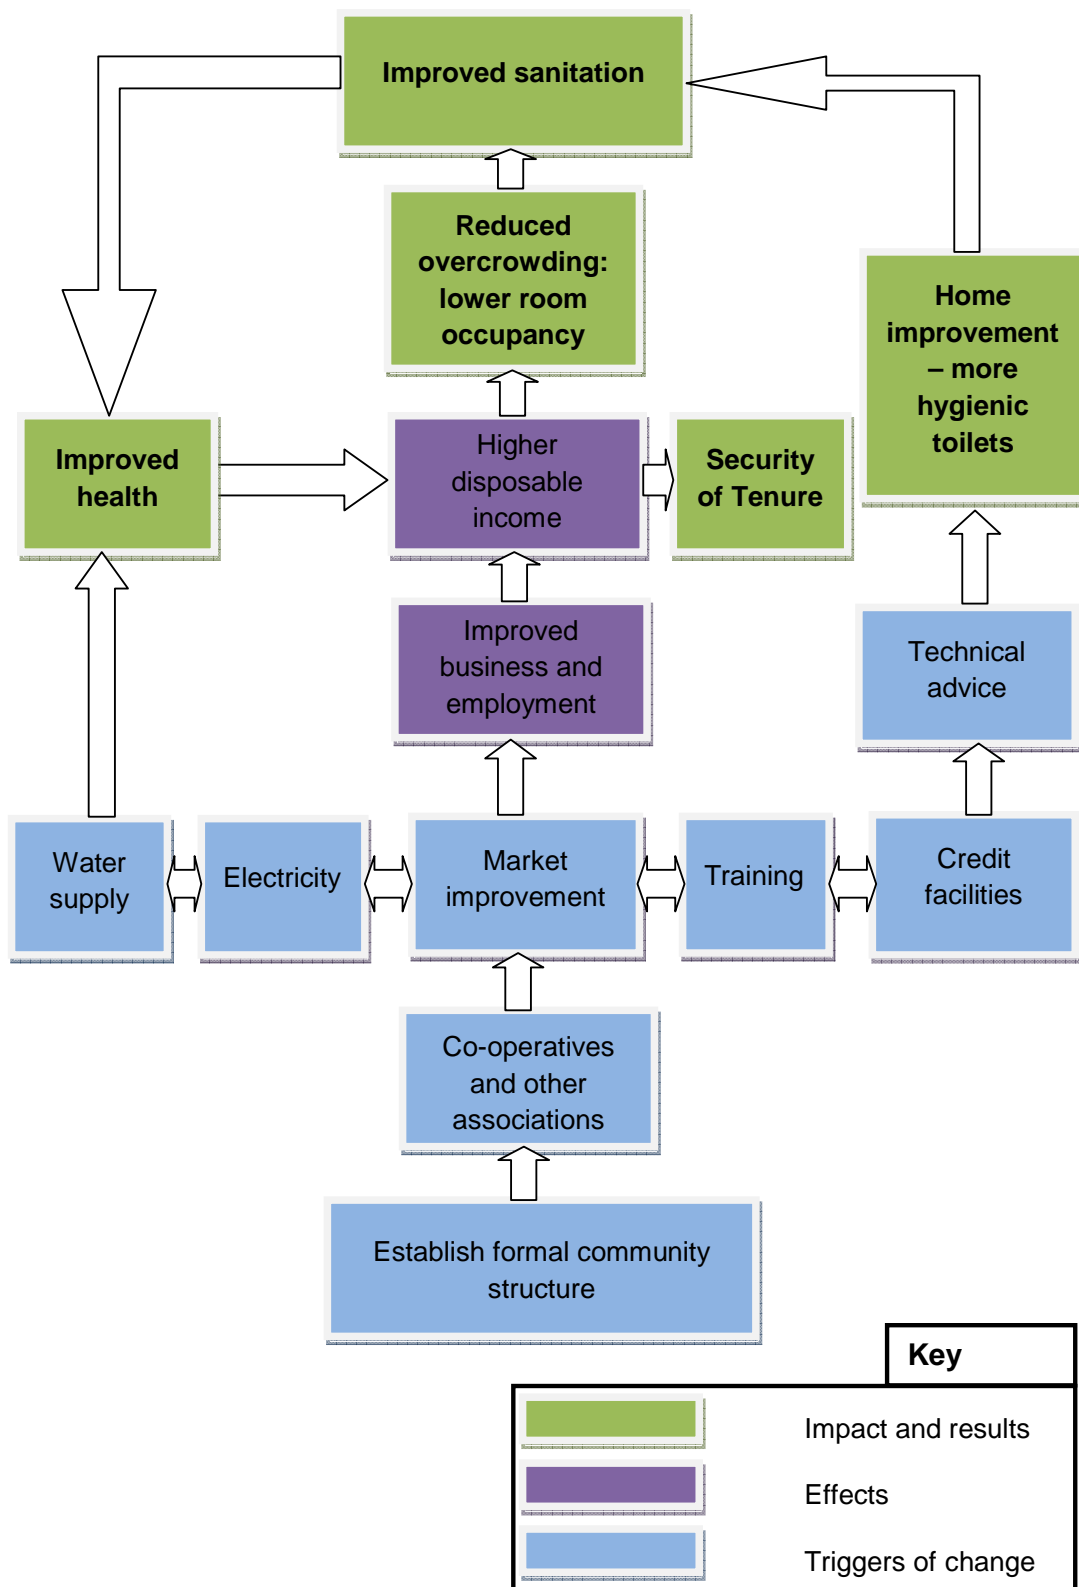 Improved sanitation
Reduced
overcrowding:
lower room
occupancy
Home
improvement
– more
hygienic
toilets
Improved
health
Higher
disposable
income
Security
of Tenure
Improved
business and
employment
Technical
advice
Water
supply
Electricity
Market
improvement
Training
Credit
facilities
Co-operatives
and other
associations
Establish formal community
structure
Key
Impact and results
Effects
Triggers of change